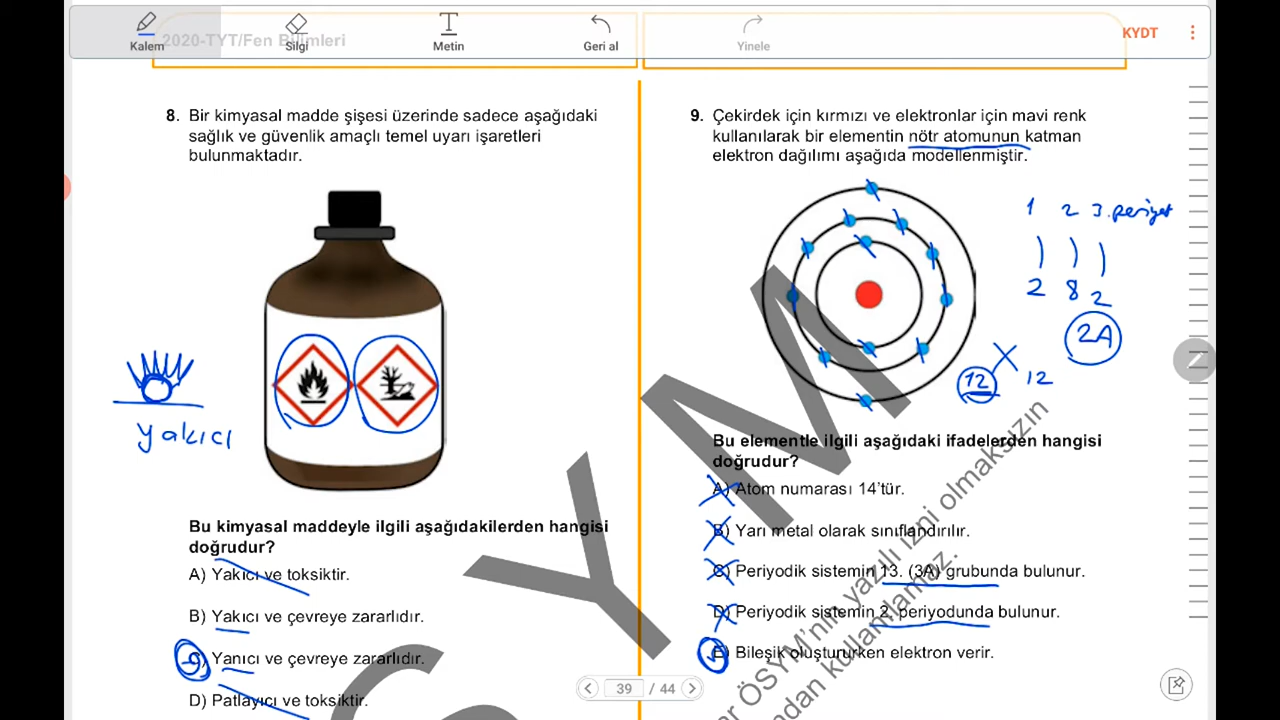 Kalem
Silgi
Metin
Geri al
Yinele
KYDT
2020-TYT/Fen Bilimleri
8. Bir kimyasal madde şişesi üzerinde sadece aşağıdaki
sağlık ve güvenlik amaçlı temel uyarı işaretleri
bulunmaktadır.
yakıcı
Bu kimyasal maddeyle ilgili aşağıdakilerden hangisi
doğrudur?
A) Yakıcı ve toksiktir.
B) Yakıcı ve çevreye zararlıdır.
C) Yanıcı ve çevreye zararlıdır.
D) Patlayıcı ve toksiktir.
9. Çekirdek için kırmızı ve elektronlar için mavi renk
kullanılarak bir elementin nötr atomunun katman
elektron dağılımı aşağıda modellenmiştir.
1 2 3.periyot
2 8 2
2A
12 X 12
Bu elementle ilgili aşağıdaki ifadelerden hangisi
doğrudur?
A) Atom numarası 14'tür.
B) Yarı metal olarak sınıflandırılır.
C) Periyodik sistemin 13. (3A) grubunda bulunur.
D) Periyodik sistemin 2. periyodunda bulunur.
E) Bileşik oluştururken elektron verir.
39 / 44
ÖSYM'nin yazılı izni olmaksızın
kullanılamaz.